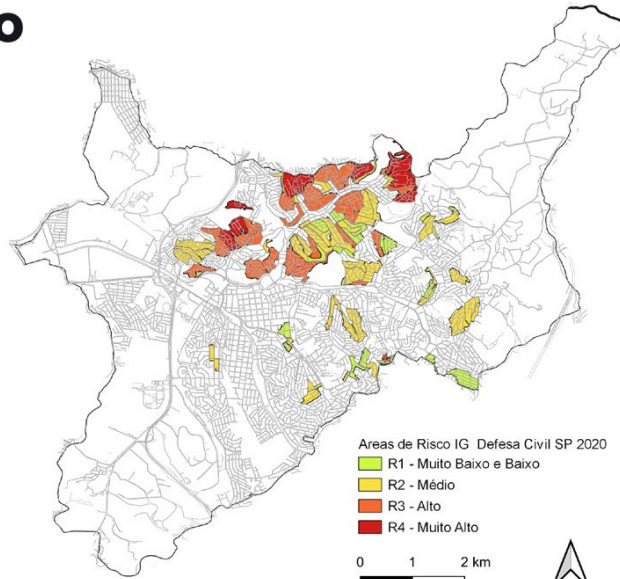 o
Areas de Risco IG Defesa Civil SP 2020
R1 - Muito Baixo e Baixo
R2 - Médio
R3 - Alto
R4 - Muito Alto
0 1 2 km